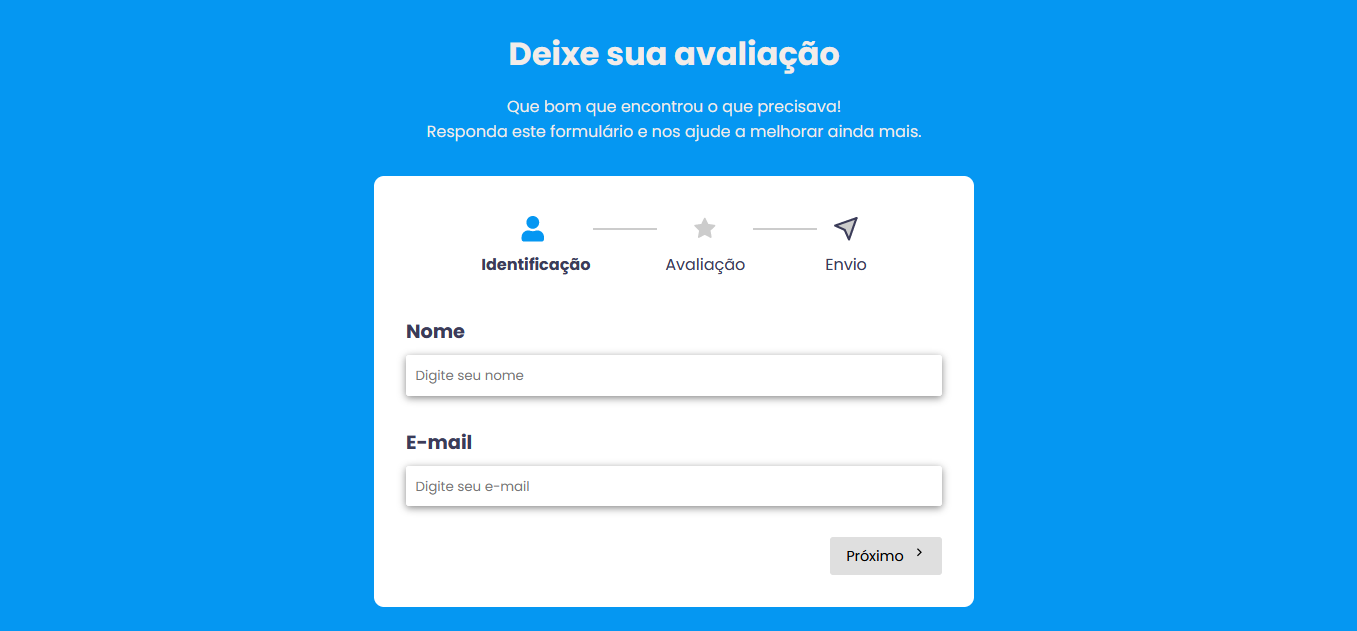 Deixe sua avaliação
Que bom que encontrou o que precisava!
Responda este formulário e nos ajude a melhorar ainda mais.
Identificação
Avaliação
Envio
Nome
Digite seu nome
E-mail
Digite seu e-mail
Próximo